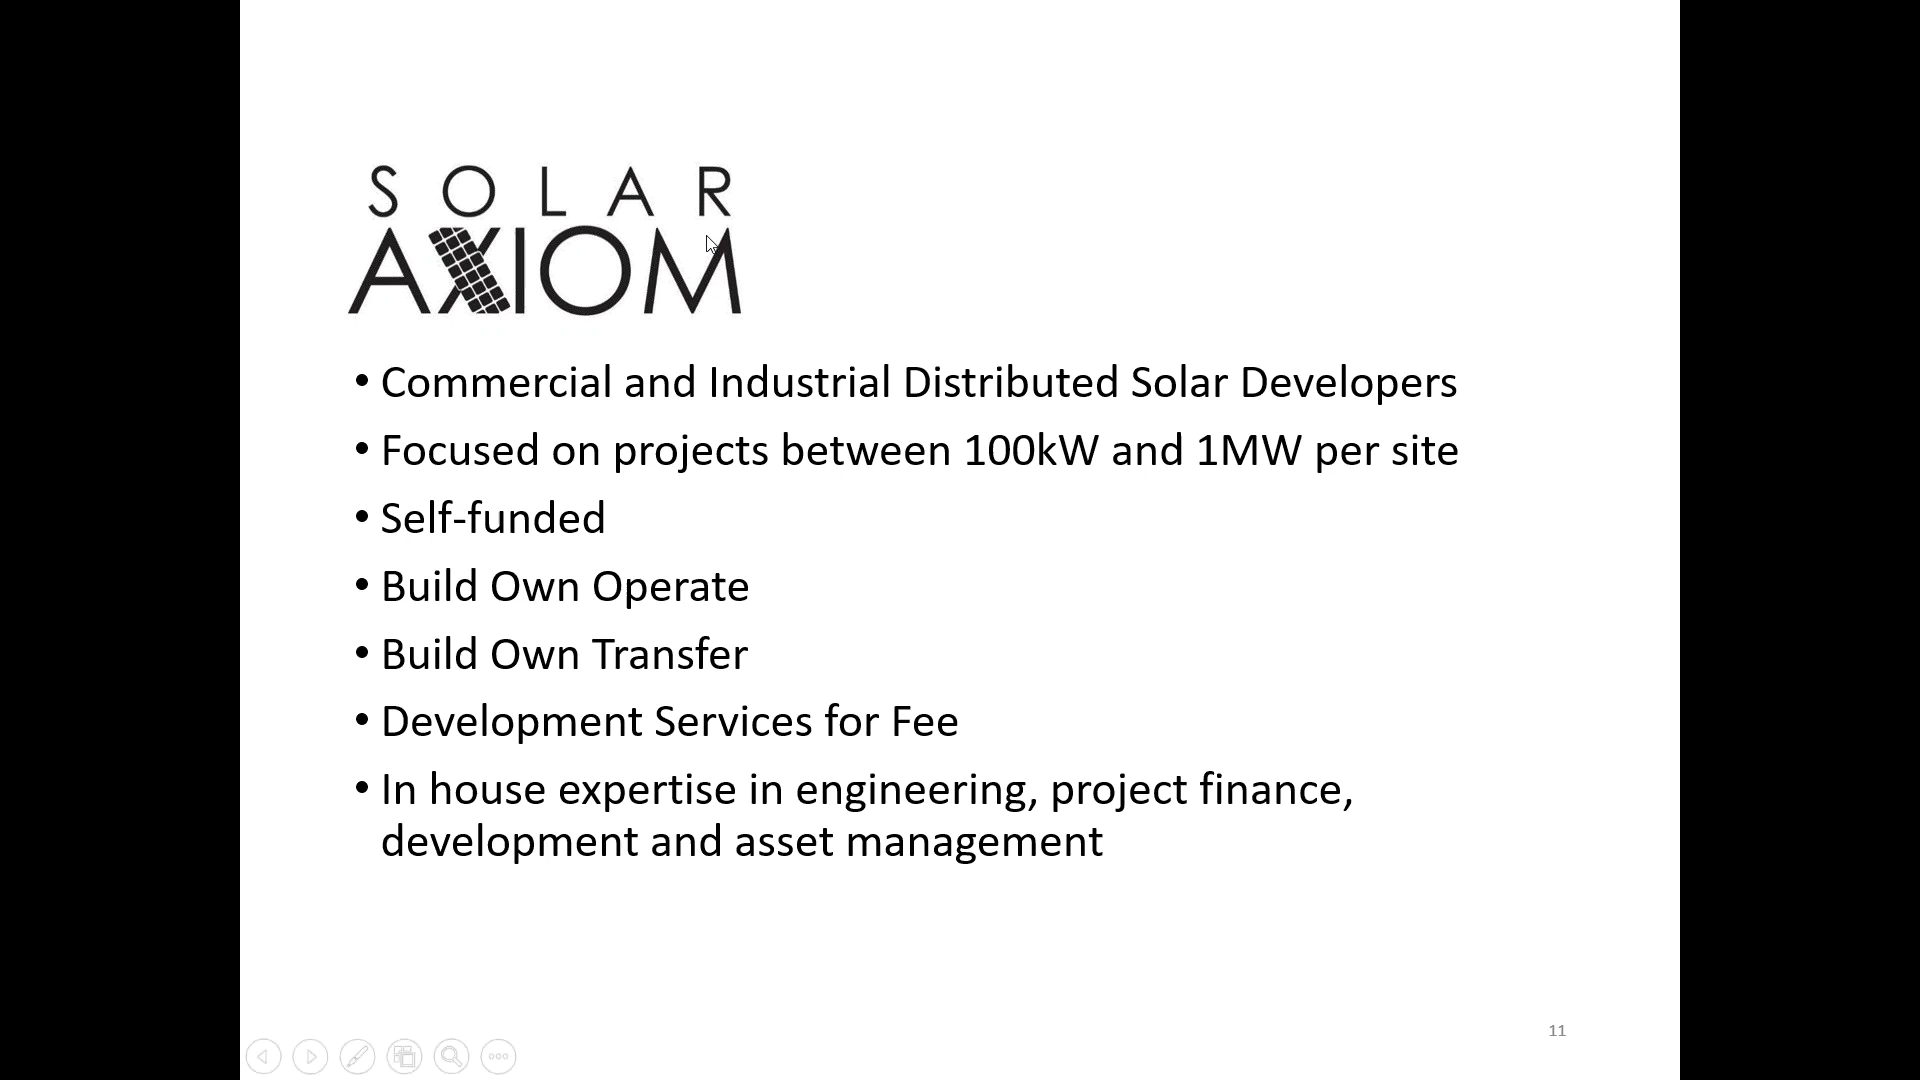 SOLAR
AXIOM
• Commercial and Industrial Distributed Solar Developers
• Focused on projects between 100kW and 1MW per site
• Self-funded
• Build Own Operate
• Build Own Transfer
• Development Services for Fee
• In house expertise in engineering, project finance,
development and asset management
11